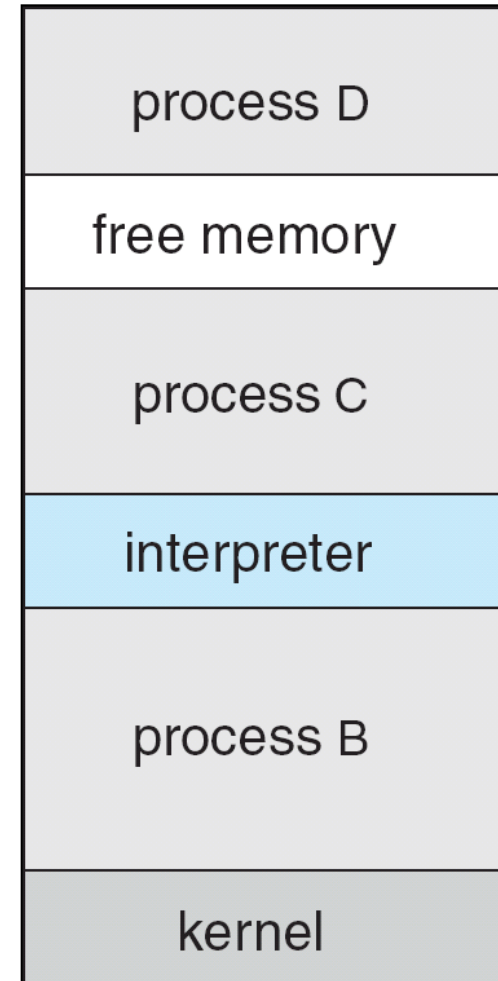 process D
free memory
process C
interpreter
process B
kernel